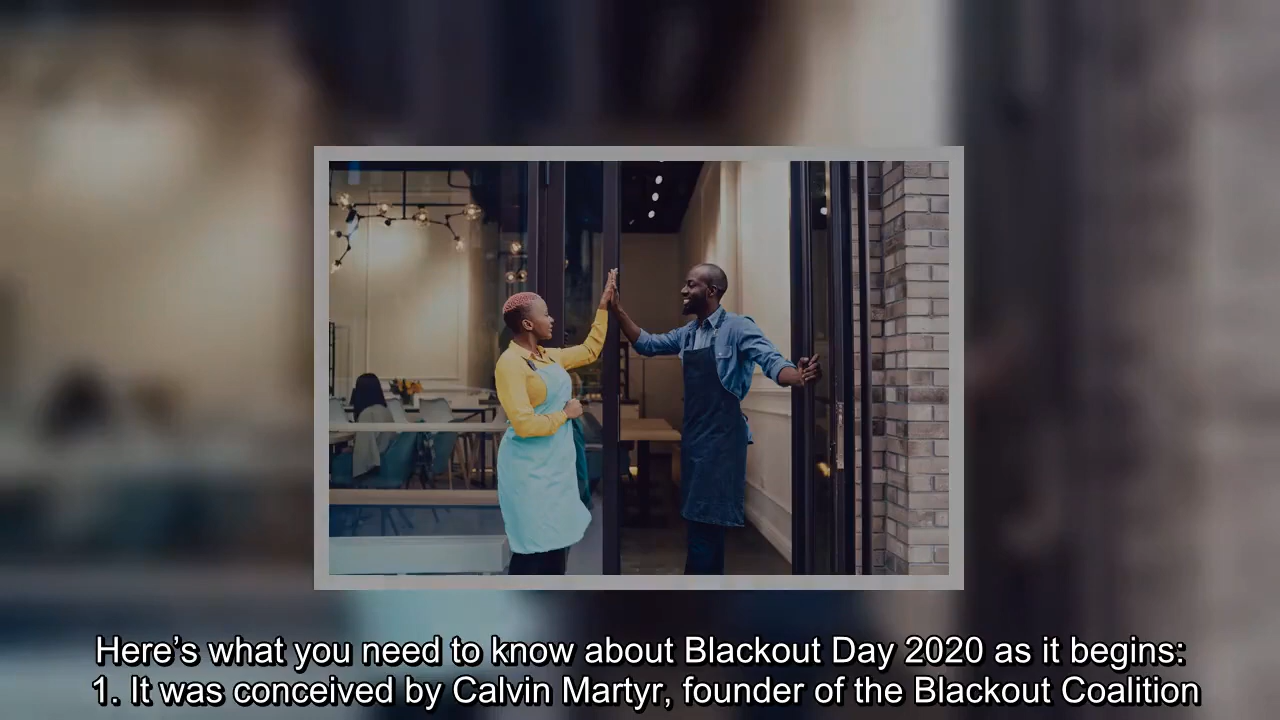 Here’s what you need to know about Blackout Day 2020 as it begins:
1. It was conceived by Calvin Martyr, founder of the Blackout Coalition